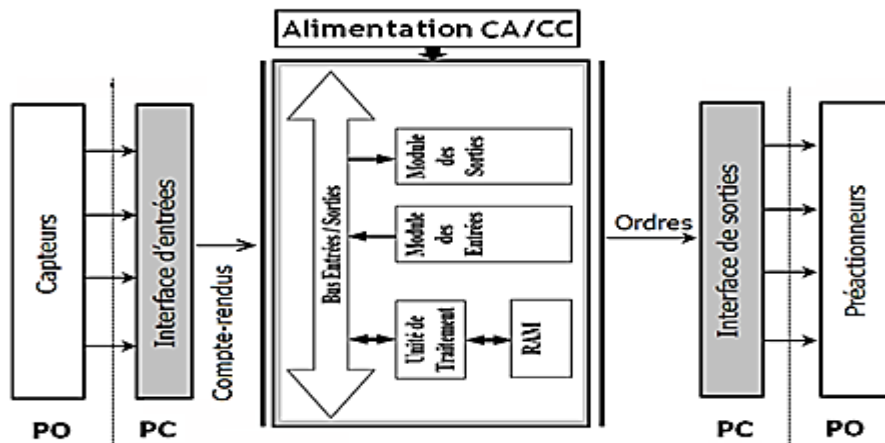 Alimentation CA/CC
Capteurs
Interface d'entrées
Compte-rendus
Bus Entrées / Sorties
Module
des
Sorties
Module
des
Entrées
Unité de
Traitement
RAM
Ordres
Interface de sorties
Préactionneurs
PO
PC
PC
PO